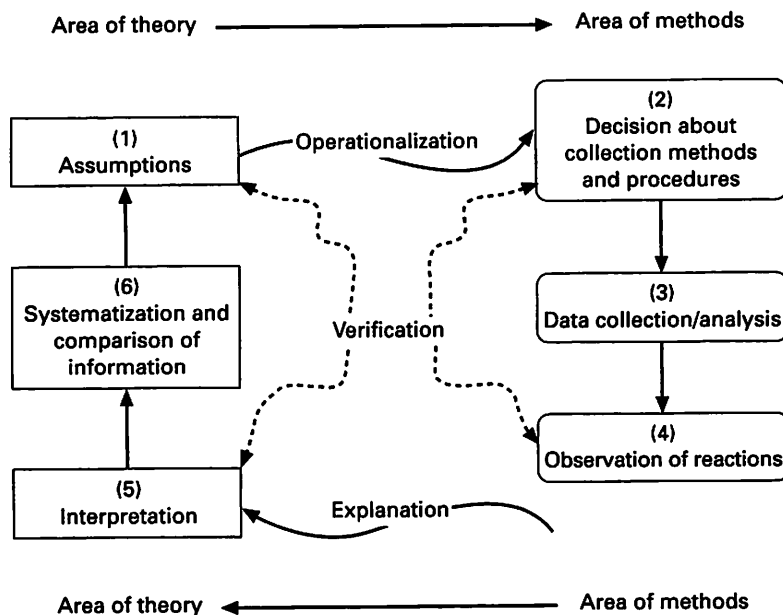 Area of theory
Area of methods
(1)
Assumptions
Operationalization
(2)
Decision about
collection methods
and procedures
(6)
Systematization and
comparison of
information
Verification
(3)
Data collection/analysis
(4)
Observation of reactions
(5)
Interpretation
Explanation
Area of theory
Area of methods